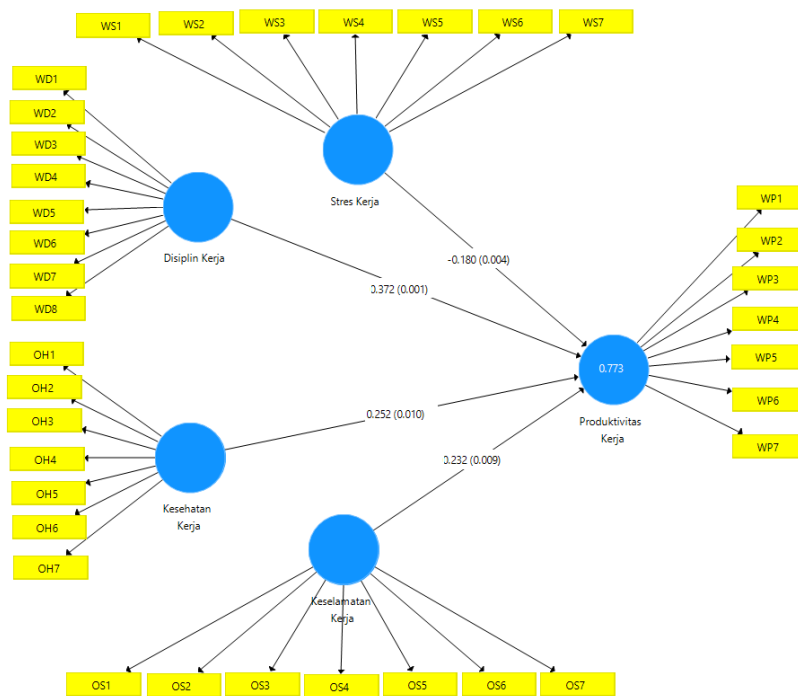 WS1
WS2
WS3
WS4
WS5
WS6
WS7
WD1
WD2
WD3
WD4
WD5
WD6
WD7
WD8
Stres Kerja
Disiplin Kerja
-0.180 (0.004)
0.372 (0.001)
WP1
WP2
WP3
WP4
WP5
WP6
WP7
0.773
Produktivitas
Kerja
OH1
OH2
OH3
OH4
OH5
OH6
OH7
0.252 (0.010)
0.232 (0.009)
Kesehatan
Kerja
Keselamatan
Kerja
OS1
OS2
OS3
OS4
OS5
OS6
OS7